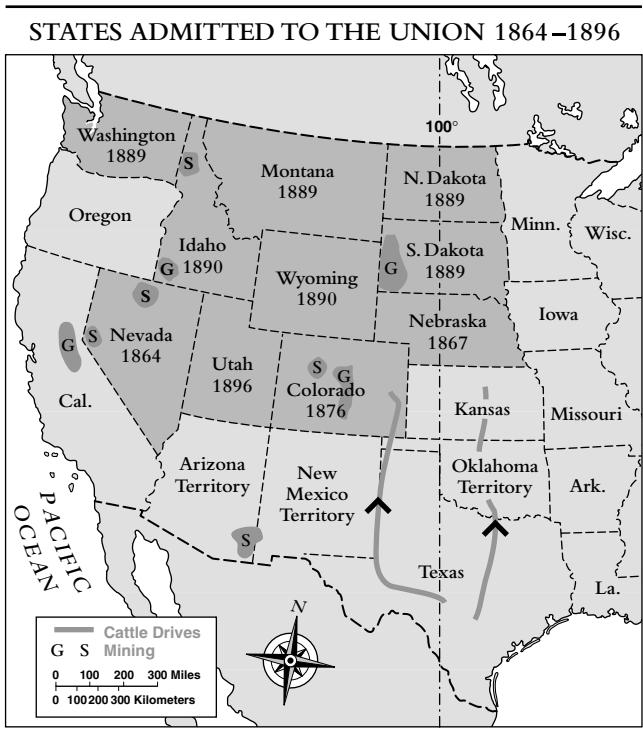 STATES ADMITTED TO THE UNION 1864–1896
100°
Washington
1889
S
Montana
1889
N. Dakota
1889
Minn.
Wisc.
Oregon
Idaho
1890
G
S
Wyoming
1890
G
S. Dakota
1889
Iowa
Nebraska
1867
G
S
Nevada
1864
Utah
1896
S
G
Colorado
1876
Cal.
Kansas
Missouri
Arizona
Territory
New
Mexico
Territory
Oklahoma
Territory
Ark.
S
Texas
La.
PACIFIC
OCEAN
N
Cattle Drives
G S Mining
0 100 200 300 Miles
0 100 200 300 Kilometers